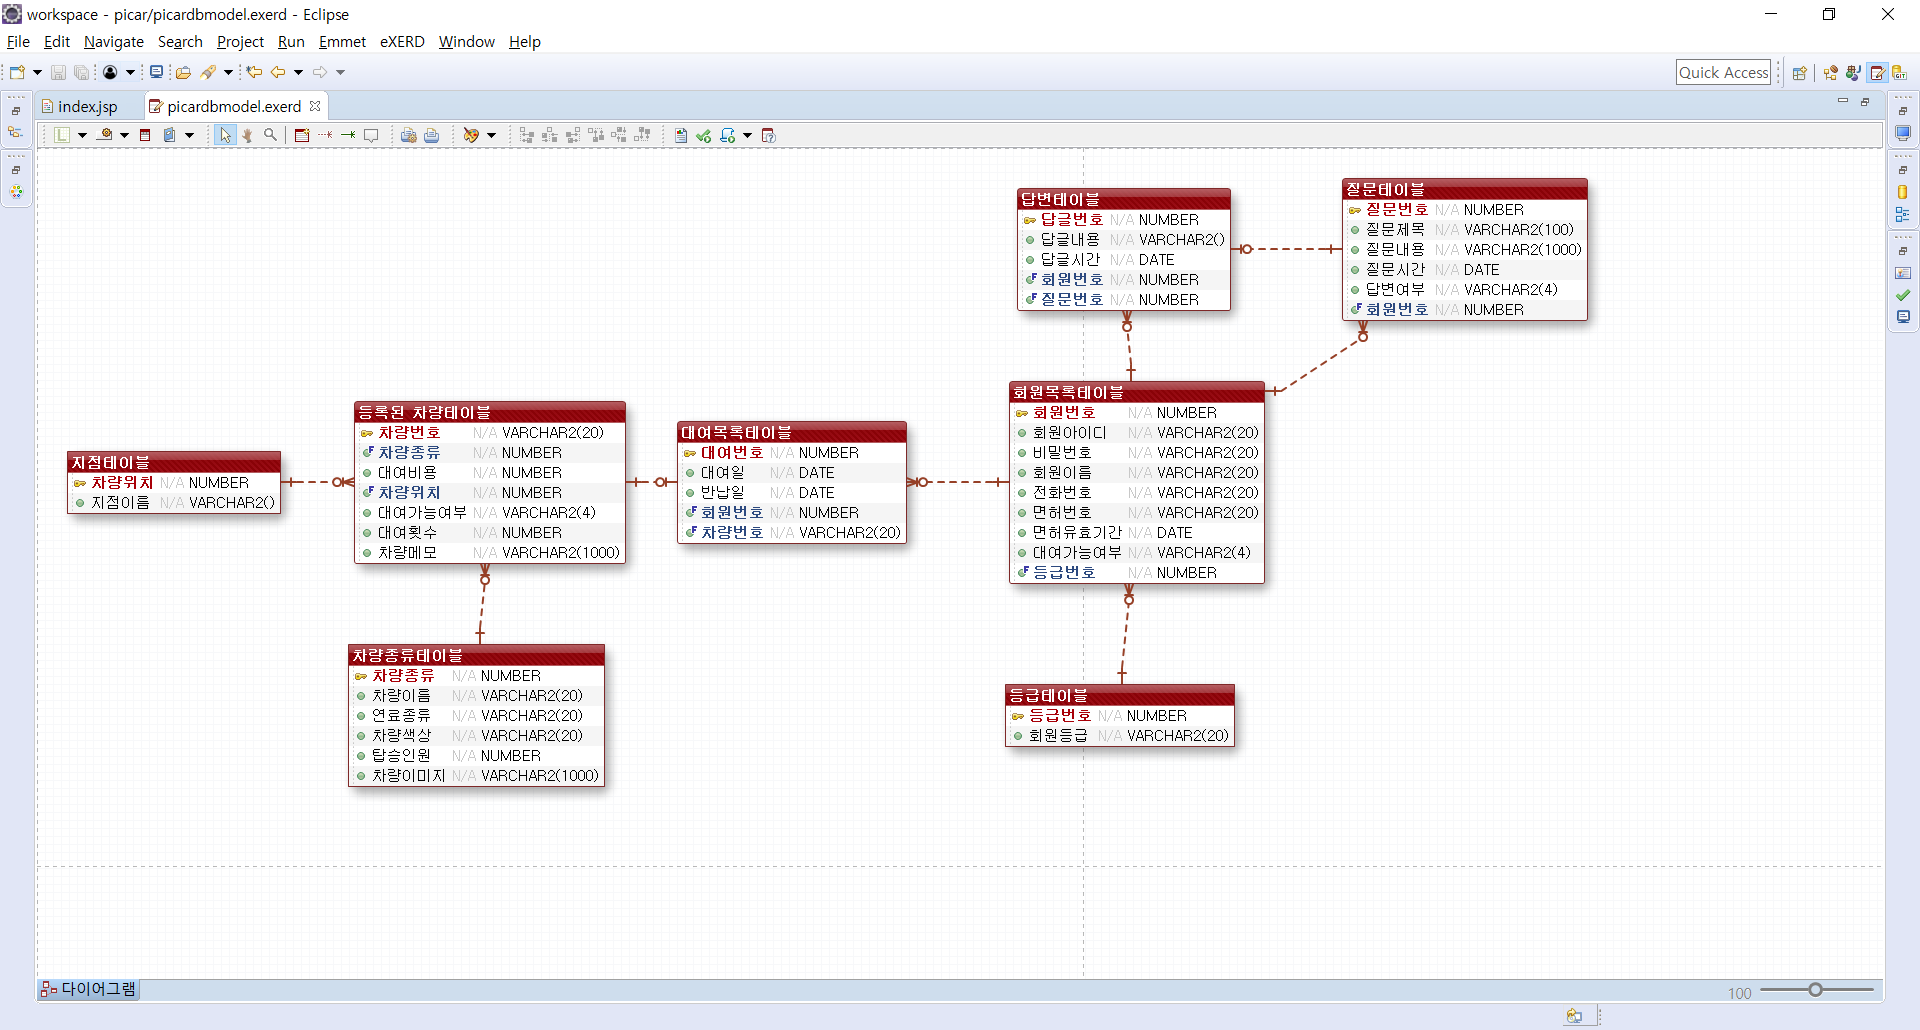 workspace - picar/picardbmodel.exerd - Eclipse
File Edit Navigate Search Project Run Emmet eXERD Window Help
Quick Access
index.jsp picardbmodel.exerd
답변테이블
답글번호 N/A NUMBER
답글내용 N/A VARCHAR2()
답글시간 N/A DATE
회원번호 N/A NUMBER
질문번호 N/A NUMBER
질문테이블
질문번호 N/A NUMBER
질문제목 N/A VARCHAR2(100)
질문내용 N/A VARCHAR2(1000)
질문시간 N/A DATE
답변여부 N/A VARCHAR2(4)
회원번호 N/A NUMBER
지점테이블
차량위치 N/A NUMBER
지점이름 N/A VARCHAR2()
등록된 차량테이블
차량번호 N/A VARCHAR2(20)
차량종류 N/A NUMBER
대여비용 N/A NUMBER
차량위치 N/A NUMBER
대여가능여부 N/A VARCHAR2(4)
대여횟수 N/A NUMBER
차량메모 N/A VARCHAR2(1000)
대여목록테이블
대여번호 N/A NUMBER
대여일 N/A DATE
반납일 N/A DATE
회원번호 N/A NUMBER
차량번호 N/A VARCHAR2(20)
회원목록테이블
회원번호 N/A NUMBER
회원아이디 N/A VARCHAR2(20)
비밀번호 N/A VARCHAR2(20)
회원이름 N/A VARCHAR2(20)
전화번호 N/A VARCHAR2(20)
면허번호 N/A VARCHAR2(20)
면허유효기간 N/A DATE
대여가능여부 N/A VARCHAR2(4)
등급번호 N/A NUMBER
차량종류테이블
차량종류 N/A NUMBER
차량이름 N/A VARCHAR2(20)
연료종류 N/A VARCHAR2(20)
차량색상 N/A VARCHAR2(20)
탑승인원 N/A NUMBER
차량이미지 N/A VARCHAR2(1000)
등급테이블
등급번호 N/A NUMBER
회원등급 N/A VARCHAR2(20)
다이어그램
100